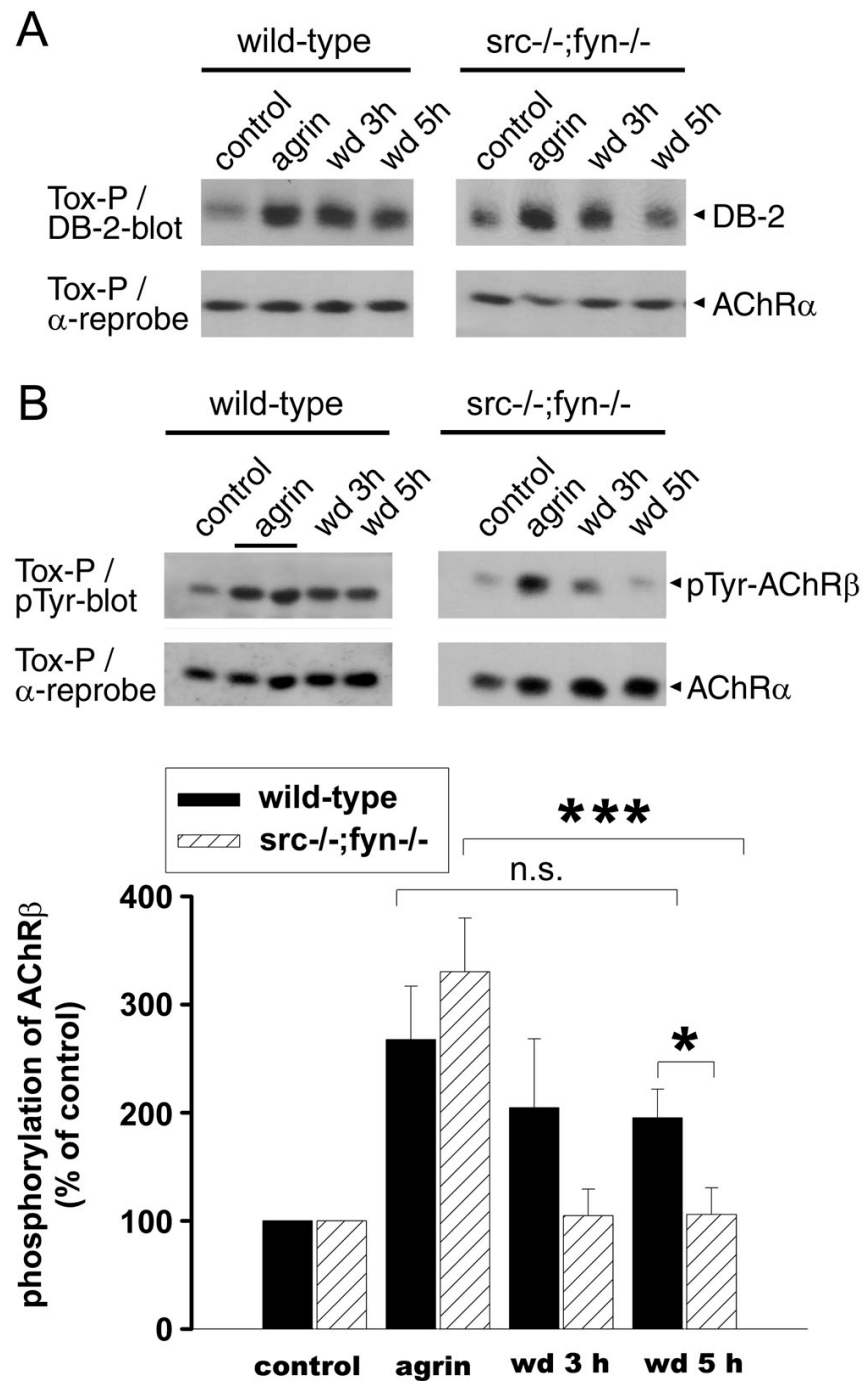 A
wild-type
src-/-;fyn-/-
control
agrin
wd 3h
wd 5h
control
agrin
wd 3h
wd 5h
Tox-P /
DB-2-blot
DB-2
Tox-P /
α-reprobe
AChRα
B
wild-type
src-/-;fyn-/-
control
agrin
wd 3h
wd 5h
control
agrin
wd 3h
wd 5h
Tox-P /
pTyr-blot
pTyr-AChRβ
Tox-P /
α-reprobe
AChRα
wild-type
src-/-;fyn-/-
***
n.s.
*
phosphorylation of AChRβ
(% of control)
400
300
200
100
0
control
agrin
wd 3 h
wd 5 h